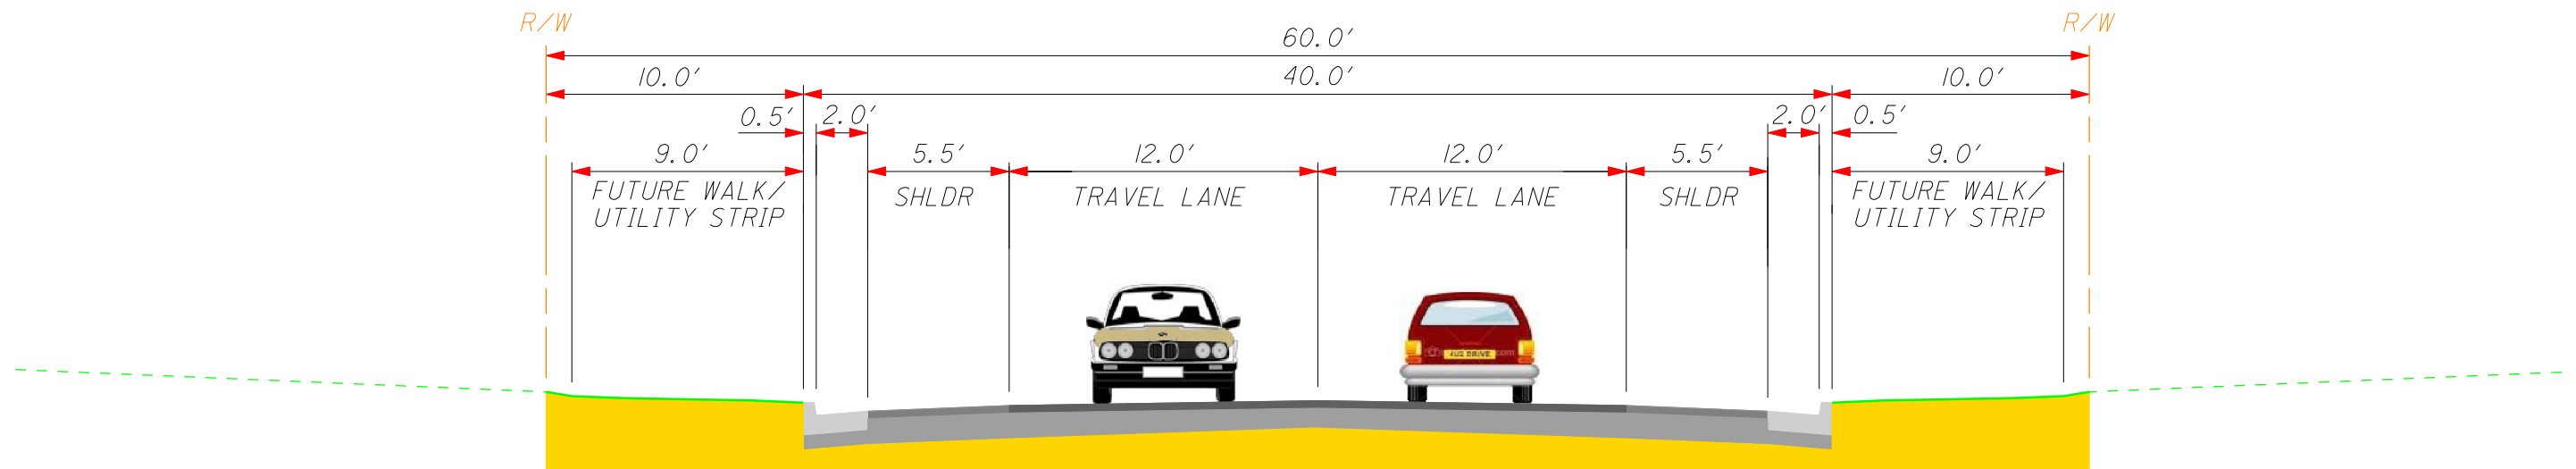 R/W R/W
60.0'
10.0' 40.0' 10.0'
0.5' 2.0' 2.0' 0.5'
9.0' 5.5' 12.0' 12.0' 5.5' 9.0'
FUTURE WALK/ SHLDR TRAVEL LANE TRAVEL LANE SHLDR FUTURE WALK/
UTILITY STRIP UTILITY STRIP
4U2 DRIVE